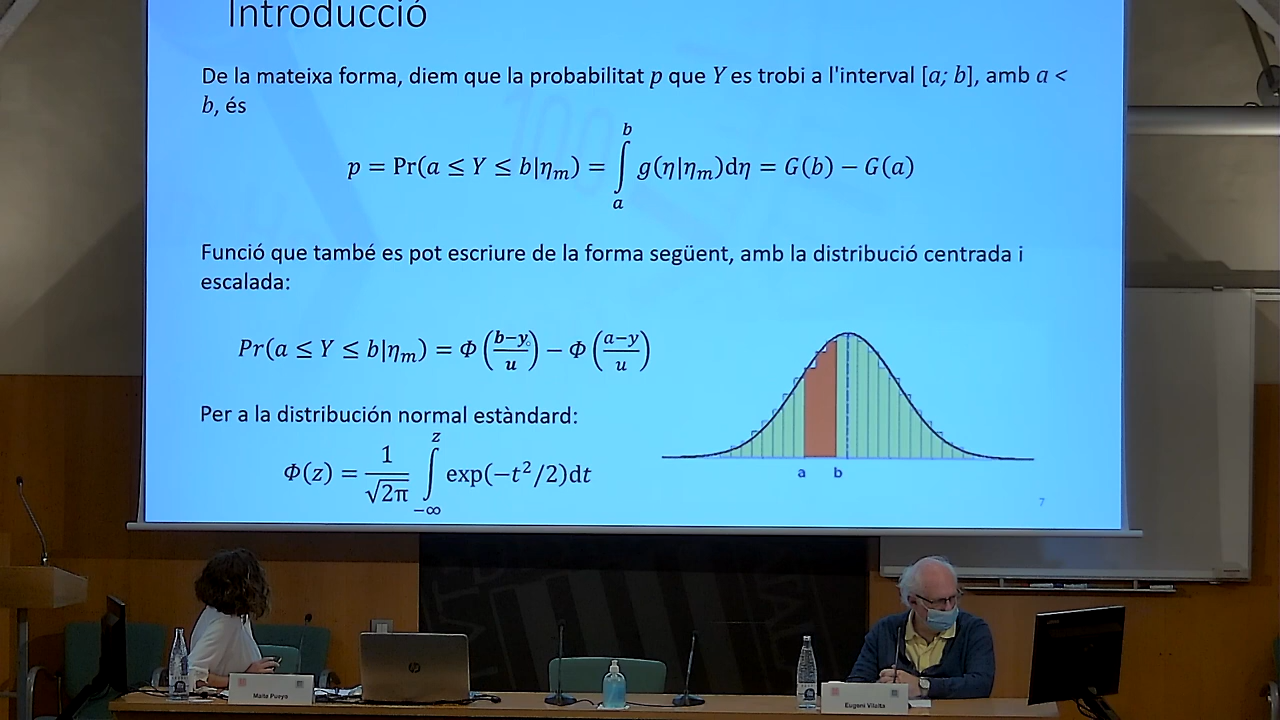 Introducció
De la mateixa forma, diem que la probabilitat p que Y es trobi a l'interval [a; b], amb a <
b, és
p = Pr(a ≤ Y ≤ b|η_m) = ∫_a^b g(η|η_m)dη = G(b) − G(a)
Funció que també es pot escriure de la forma següent, amb la distribució centrada i
escalada:
Pr(a ≤ Y ≤ b|η_m) = Φ((b−y)/u) − Φ((a−y)/u)
Per a la distribución normal estàndard:
Φ(z) = 1/√2π ∫_−∞^z exp(−t²/2)dt
a b
7
hp
Maita Pueyo
Eugeni Vilalta